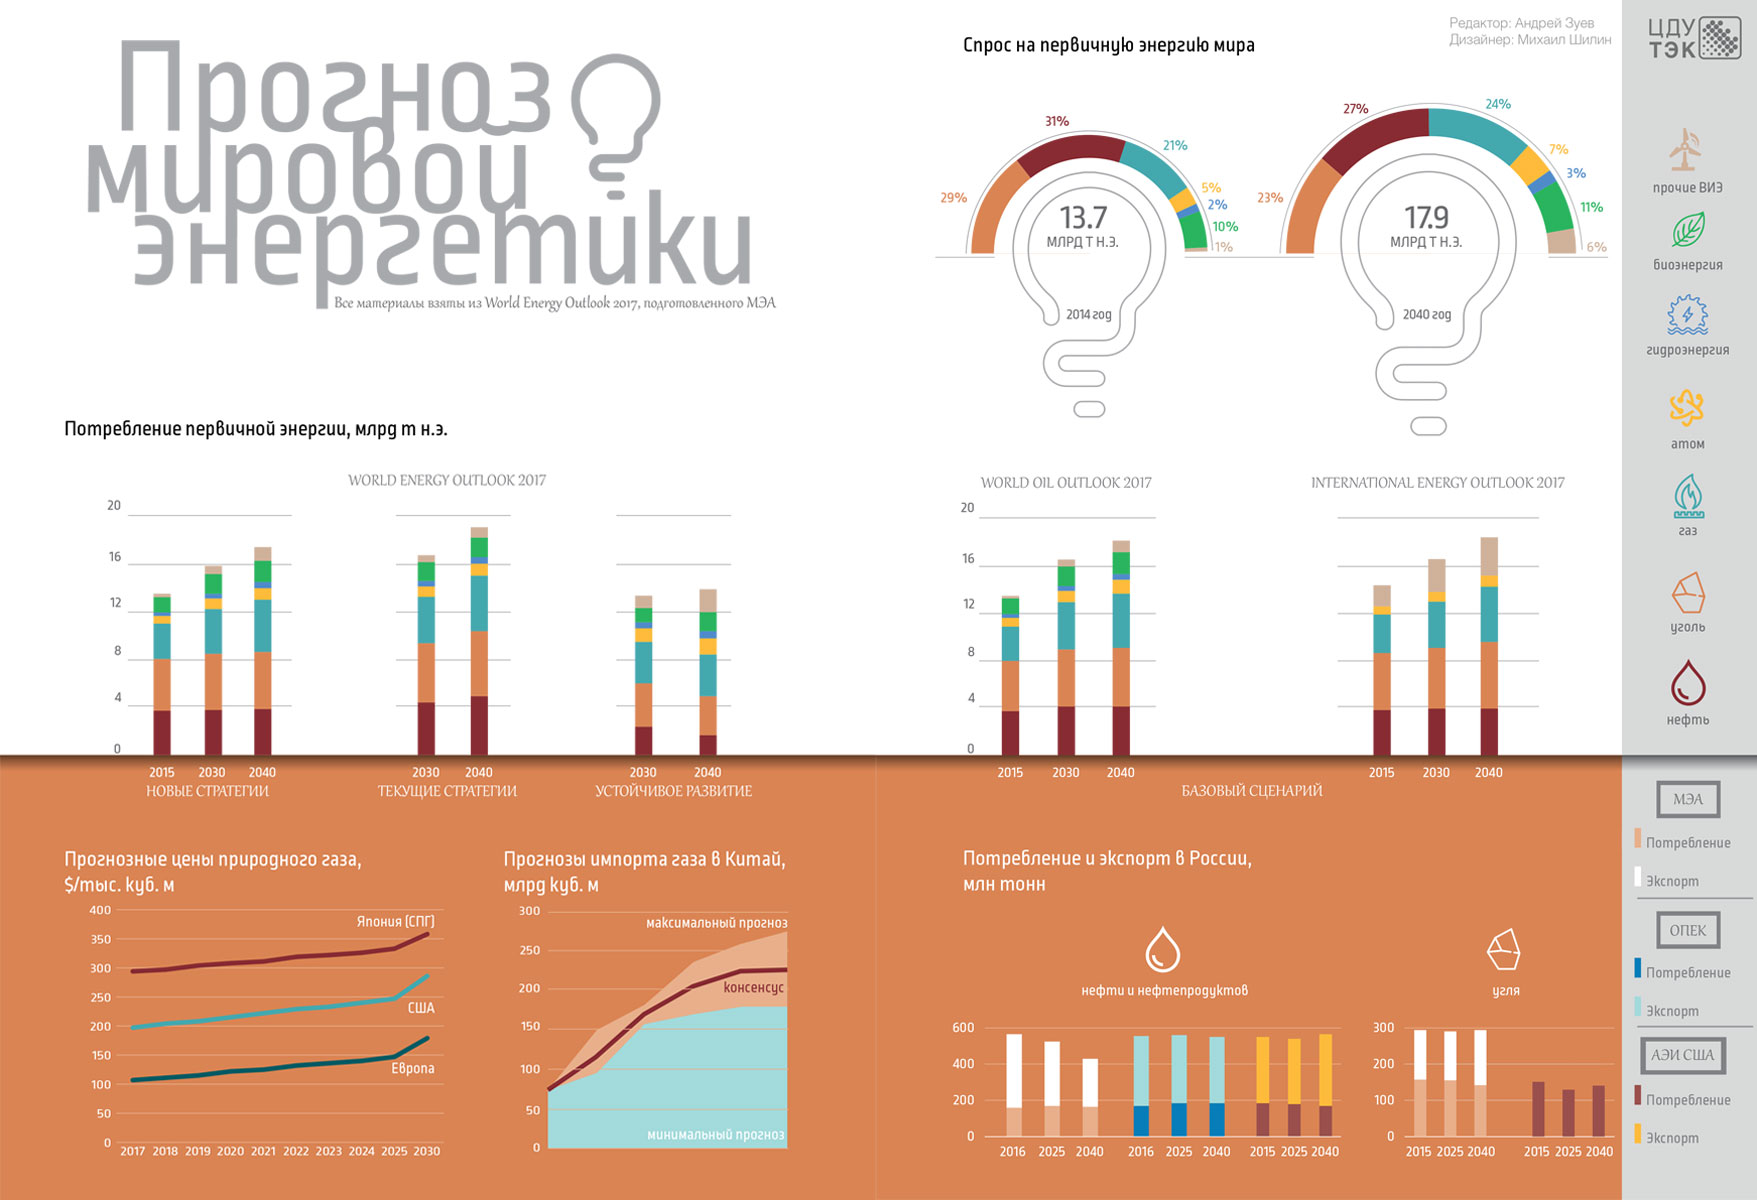 Прогноз
мировой
энергетики
Все материалы взяты из World Energy Outlook 2017, подготовленного МЭА
Редактор: Андрей Зуев
Дизайнер: Михаил Шилин
ЦДУ
ТЭК
Спрос на первичную энергию мира
29%
31%
21%
5%
2%
10%
1%
13.7
МЛРД Т Н.Э.
2014 год
23%
27%
24%
7%
3%
11%
6%
17.9
МЛРД Т Н.Э.
2040 год
прочие ВИЭ
биоэнергия
гидроэнергия
атом
газ
уголь
нефть
Потребление первичной энергии, млрд т н.э.
WORLD ENERGY OUTLOOK 2017
20
16
12
8
4
0
2015 2030 2040
НОВЫЕ СТРАТЕГИИ
2030 2040
ТЕКУЩИЕ СТРАТЕГИИ
2030 2040
УСТОЙЧИВОЕ РАЗВИТИЕ
WORLD OIL OUTLOOK 2017
20
16
12
8
4
0
2015 2030 2040
INTERNATIONAL ENERGY OUTLOOK 2017
2015 2030 2040
БАЗОВЫЙ СЦЕНАРИЙ
Прогнозные цены природного газа,
$/тыс. куб. м
400
350
300
250
200
150
100
50
0
Япония (СПГ)
США
Европа
2017 2018 2019 2020 2021 2022 2023 2024 2025 2030
Прогнозы импорта газа в Китай,
млрд куб. м
300
250
200
150
100
50
0
максимальный прогноз
консенсус
минимальный прогноз
Потребление и экспорт в России,
млн тонн
нефти и нефтепродуктов
600
400
200
0
2016 2025 2040
2016 2025 2040
2015 2025 2040
угля
300
200
100
0
2015 2025 2040
2015 2025 2040
МЭА
Потребление
Экспорт
ОПЕК
Потребление
Экспорт
АЭИ США
Потребление
Экспорт